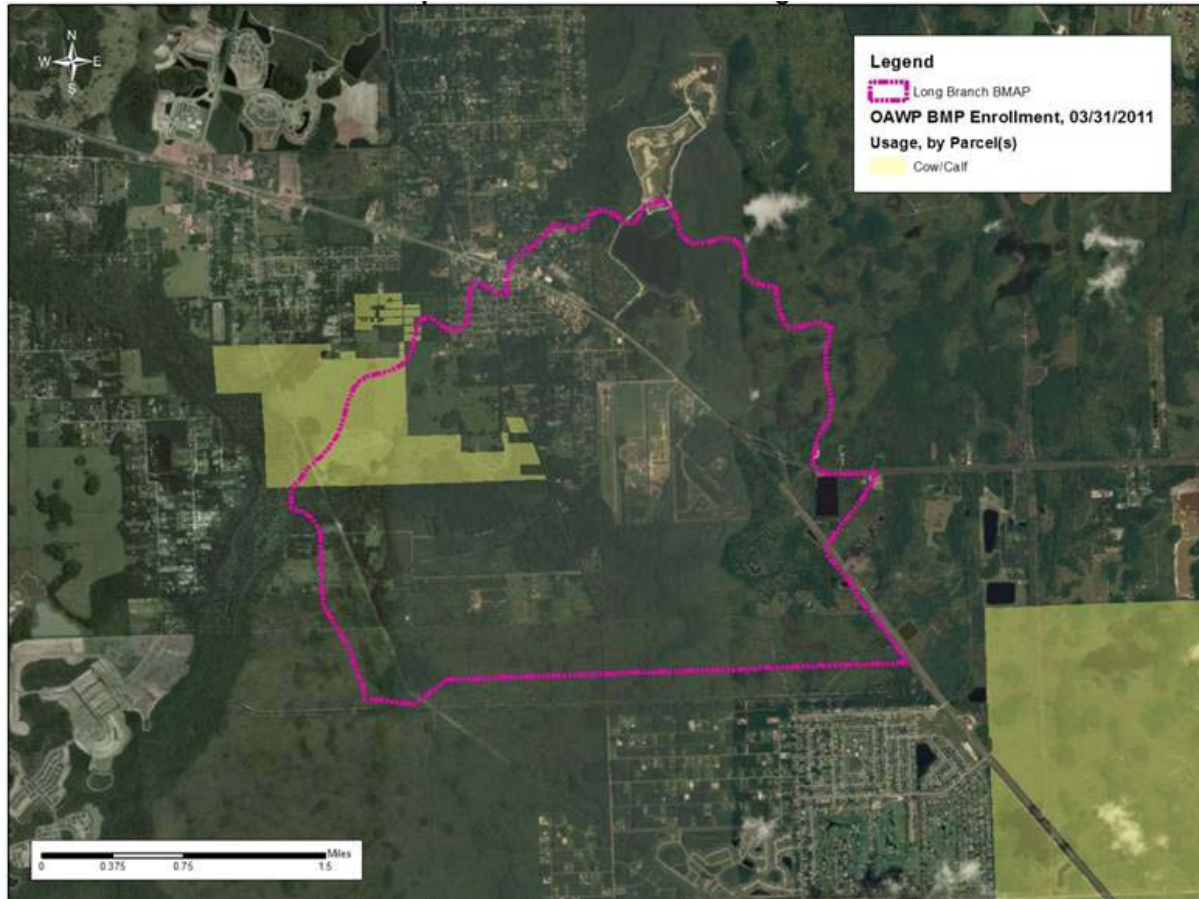 N
W E
S
Legend
Long Branch BMAP
OAWP BMP Enrollment, 03/31/2011
Usage, by Parcel(s)
Cow/Calf
Miles
0 0.375 0.75 1.5